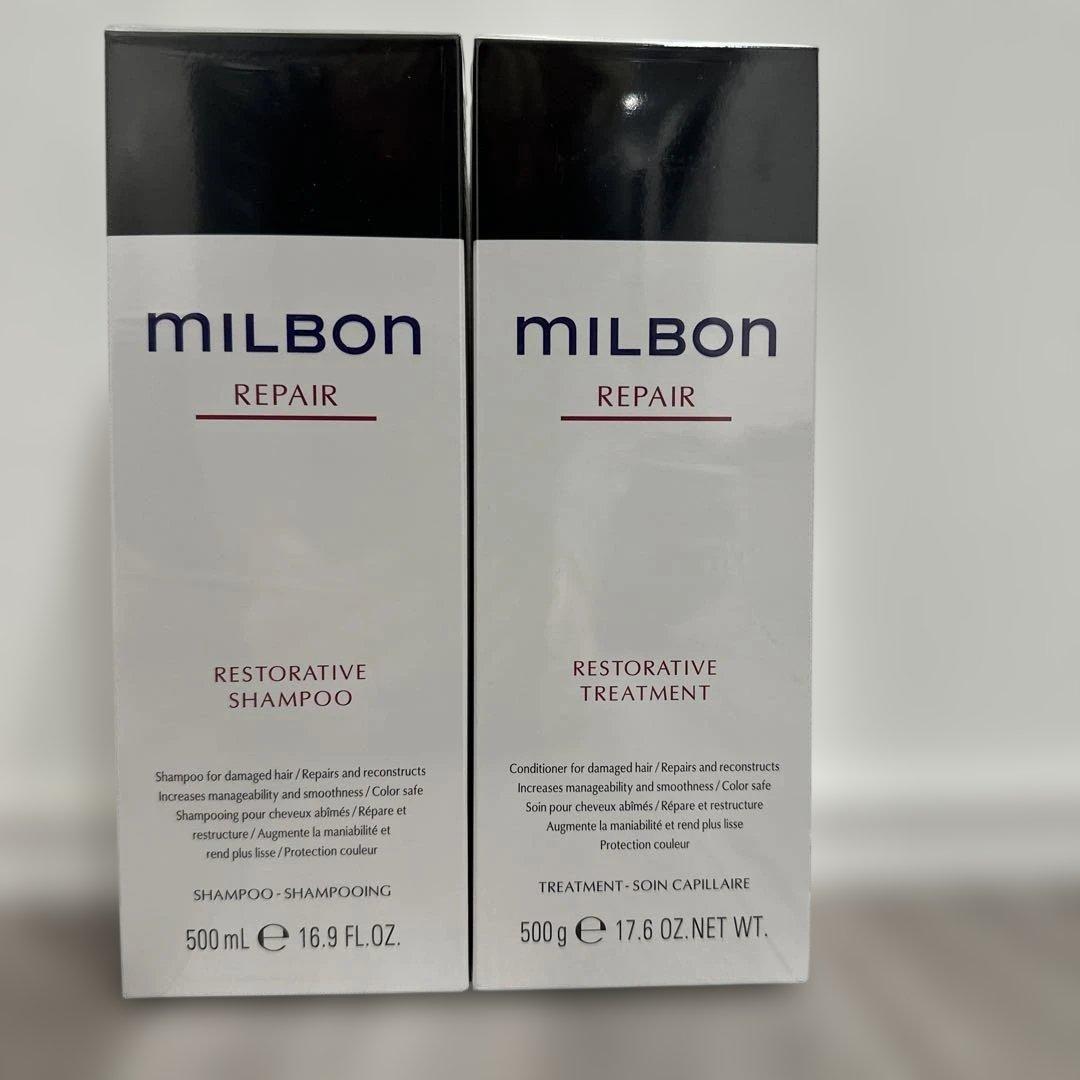 MILBON
REPAIR
RESTORATIVE
SHAMPOO
Shampoo for damaged hair / Repairs and reconstructs
Increases manageability and smoothness / Color safe
Shampooing pour cheveux abîmés / Répare et
restructure / Augmente la maniabilité et
rend plus lisse / Protection couleur
SHAMPOO - SHAMPOOING
500 mL ℮ 16.9 FL.OZ.
MILBON
REPAIR
RESTORATIVE
TREATMENT
Conditioner for damaged hair / Repairs and reconstructs
Increases manageability and smoothness / Color safe
Soin pour cheveux abîmés / Répare et restructure
Augmente la maniabilité et rend plus lisse
Protection couleur
TREATMENT - SOIN CAPILLAIRE
500 g ℮ 17.6 OZ.NET WT.